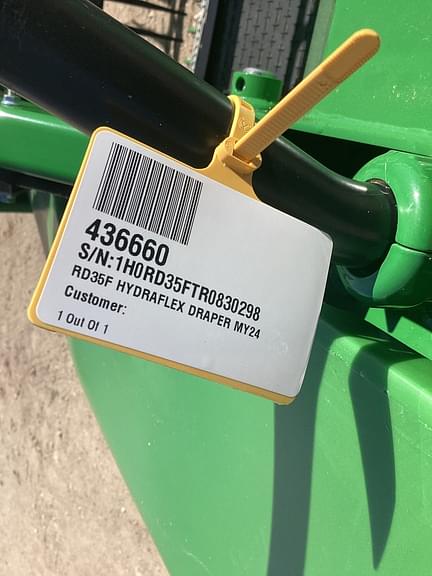 436660
S/N:1H0RD35FTR0830298
RD35F HYDRAFLEX DRAPER MY24
Customer:
1 Out Of 1